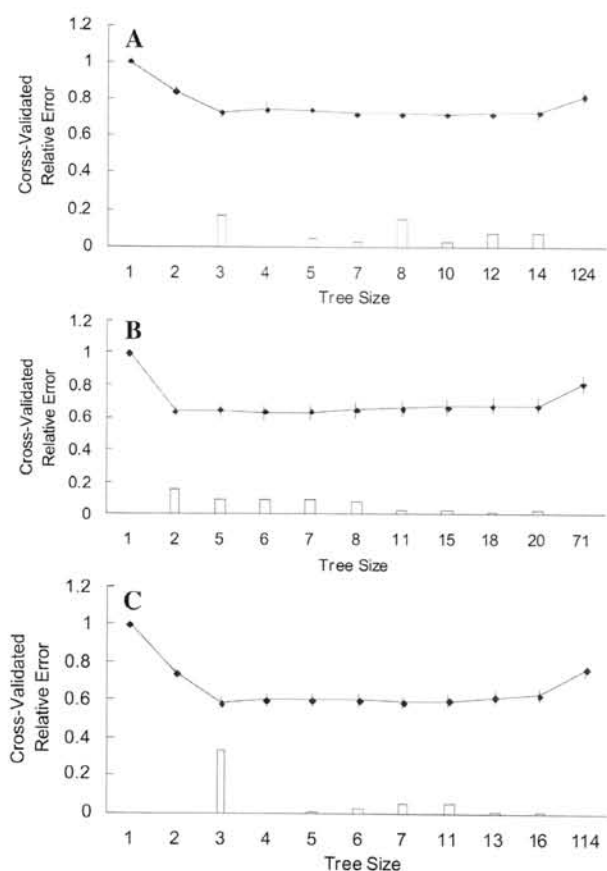 A
1.2
1
0.8
0.6
0.4
0.2
0
Corss-Validated
Relative Error
1 2 3 4 5 7 8 10 12 14 124
Tree Size
B
1.2
1
0.8
0.6
0.4
0.2
0
Cross-Validated
Relative Error
1 2 5 6 7 8 11 15 18 20 71
Tree Size
C
1.2
1
0.8
0.6
0.4
0.2
0
Cross-Validated
Relative Error
1 2 3 4 5 6 7 11 13 16 114
Tree Size